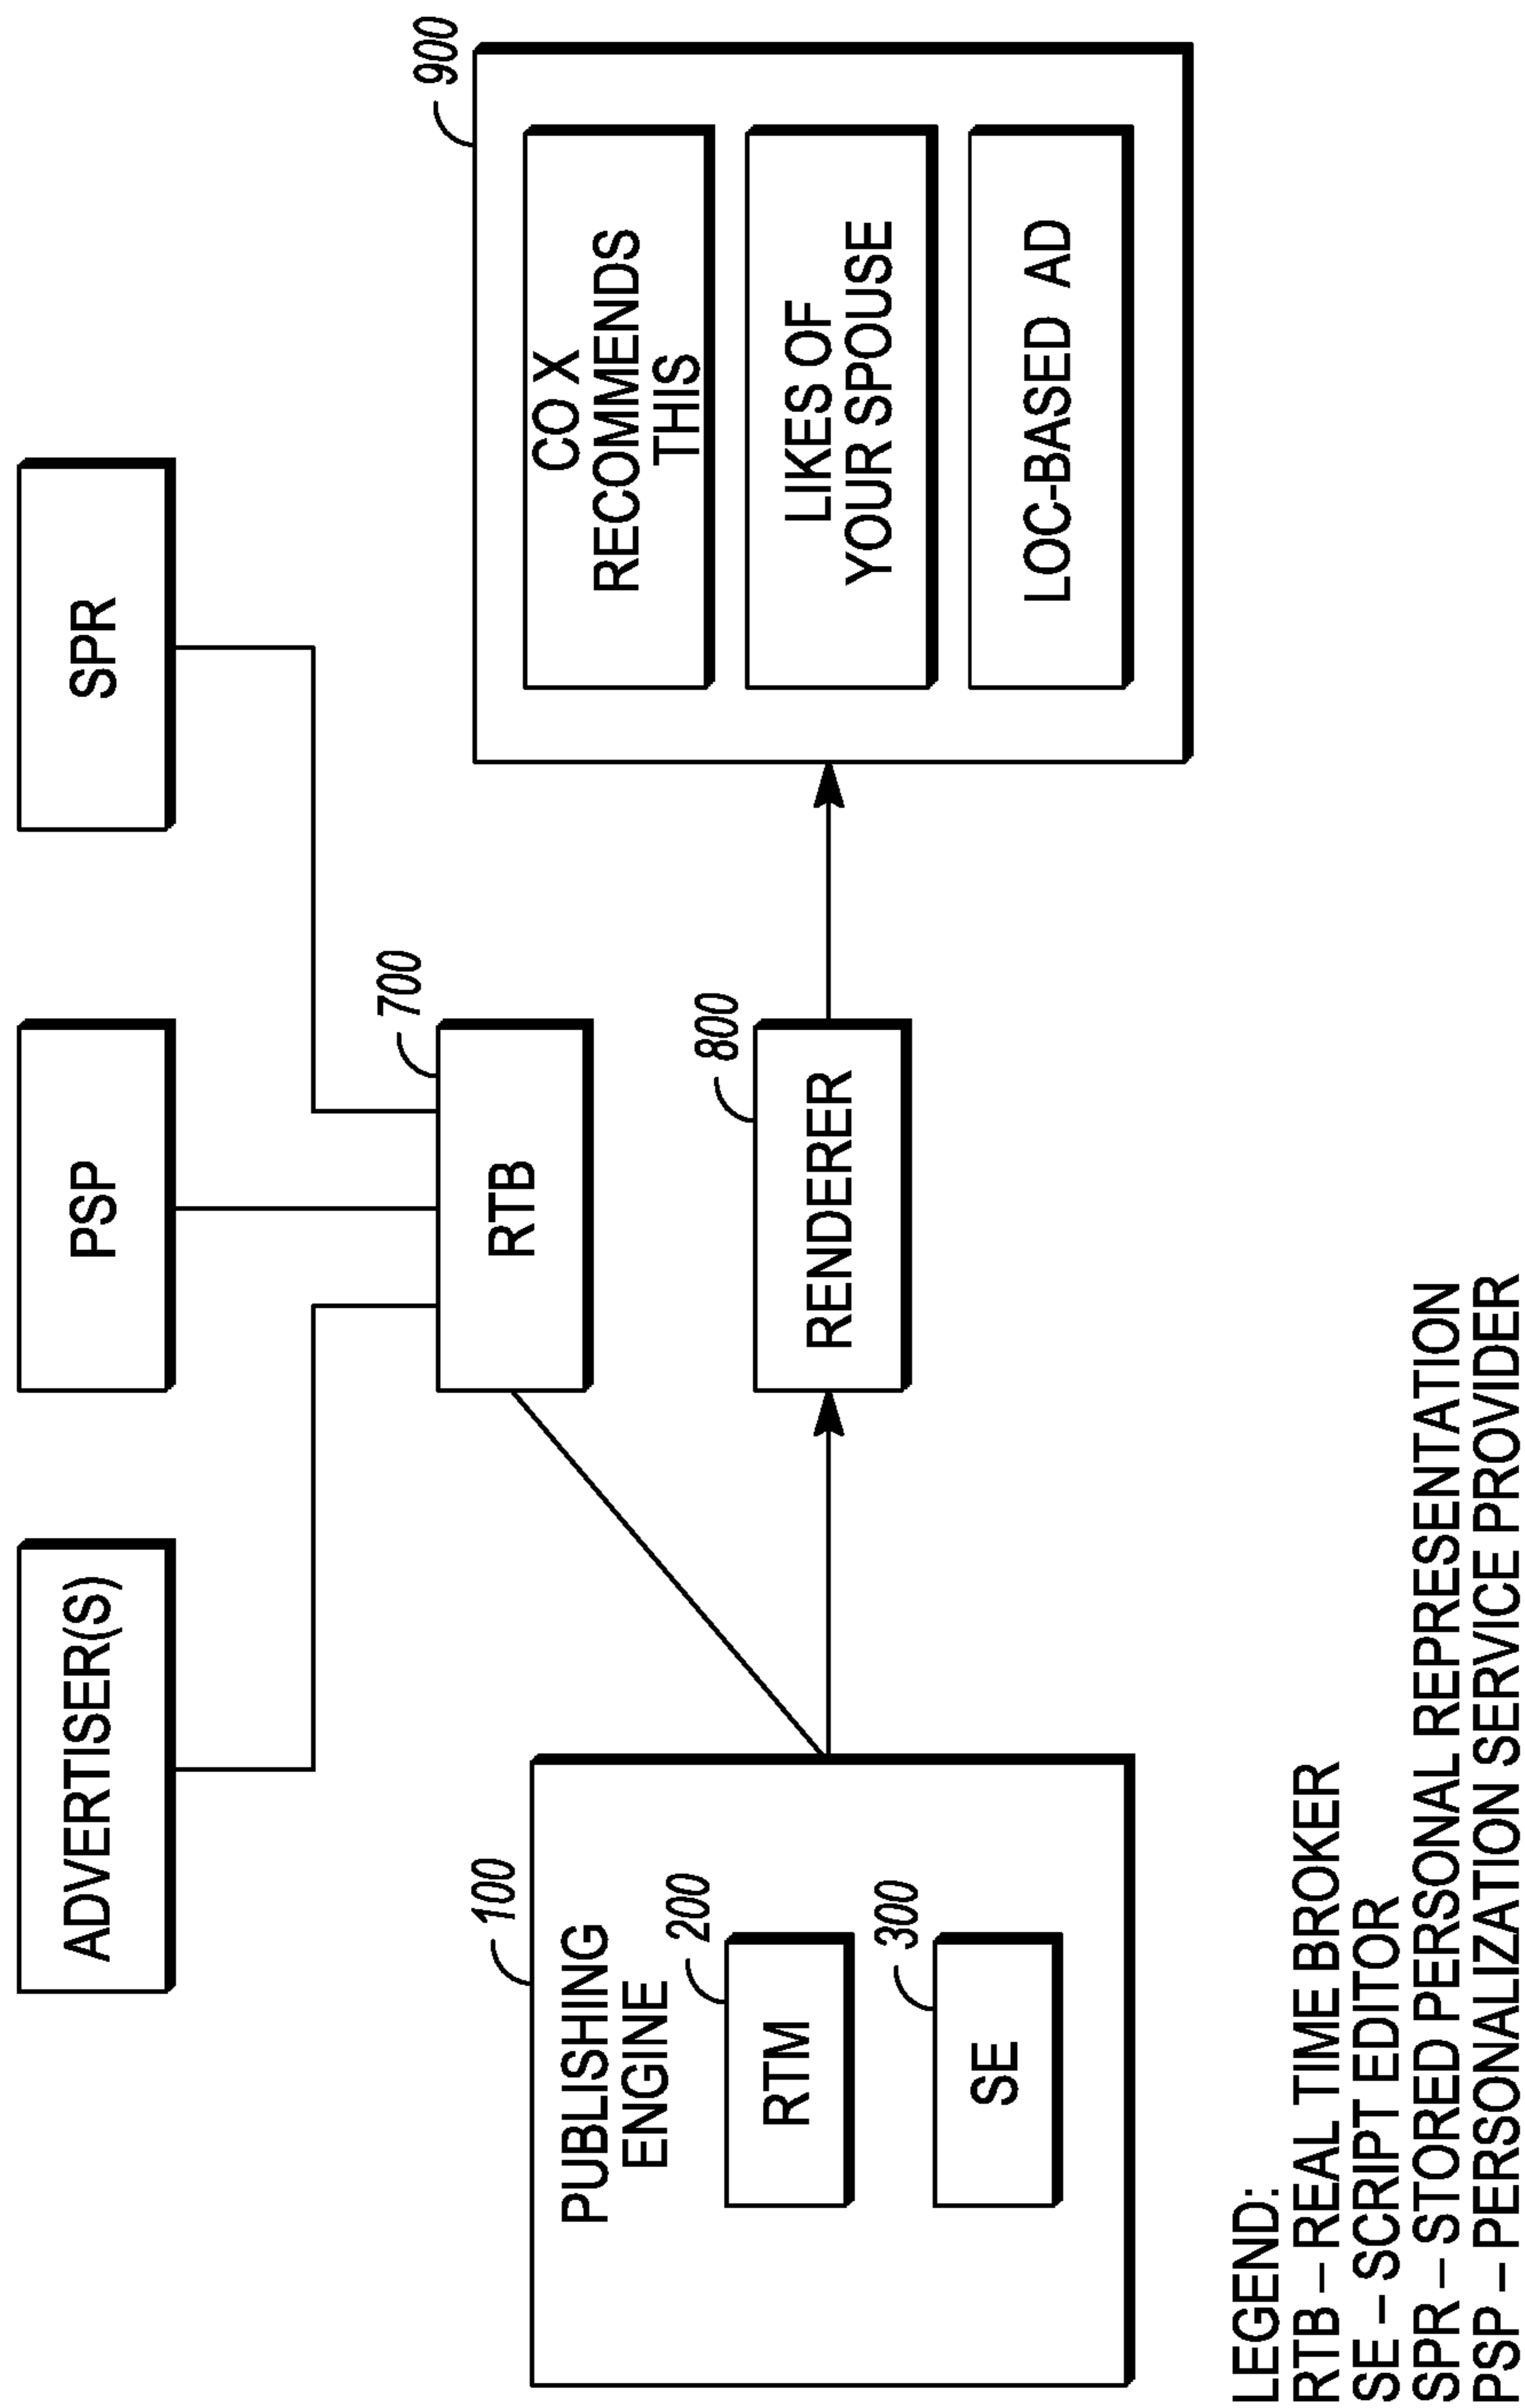 ADVERTISER(S)
PSP
SPR
700
RTB
100
PUBLISHING
ENGINE
200
RTM
300
SE
800
RENDERER
900
CO X
RECOMMENDS
THIS
LIKES OF
YOUR SPOUSE
LOC-BASED AD
LEGEND:
RTB – REAL TIME BROKER
SE – SCRIPT EDITOR
SPR – STORED PERSONAL REPRESENTATION
PSP – PERSONALIZATION SERVICE PROVIDER